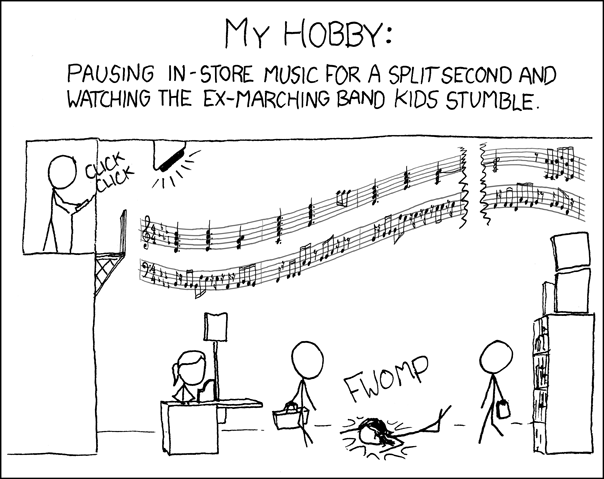 MY HOBBY:
PAUSING IN-STORE MUSIC FOR A SPLIT SECOND AND
WATCHING THE EX-MARCHING BAND KIDS STUMBLE.
CLICK
CLICK
FWOMP